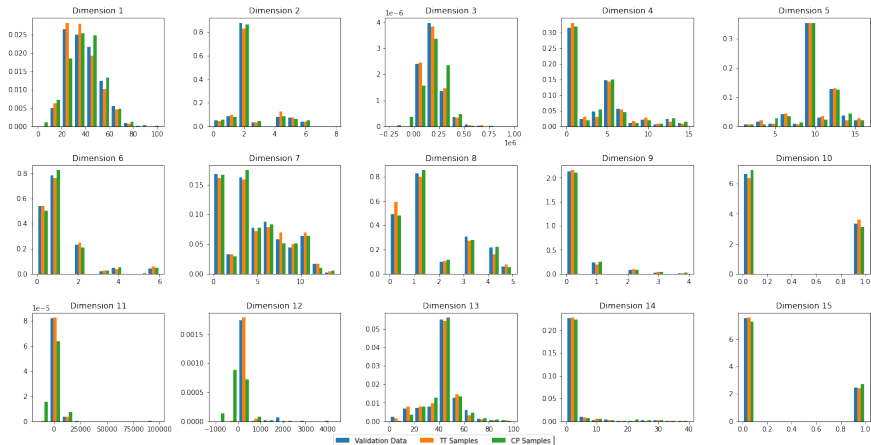 Dimension 1 Dimension 2 Dimension 3 Dimension 4 Dimension 5
1e−6
0.025 0.020 0.015 0.010 0.005 0.000
0.8 0.6 0.4 0.2 0.0
4 3 2 1 0
0.30 0.25 0.20 0.15 0.10 0.05 0.00
0.3 0.2 0.1 0.0
0 20 40 60 80 100
0 2 4 6 8
−0.25 0.00 0.25 0.50 0.75 1.00
1e6
0 5 10 15
5 10 15
Dimension 6 Dimension 7 Dimension 8 Dimension 9 Dimension 10
0.8 0.6 0.4 0.2 0.0
0.15 0.10 0.05 0.00
0.8 0.6 0.4 0.2 0.0
2.0 1.5 1.0 0.5 0.0
6 4 2 0
0 2 4 6
0 5 10
0 1 2 3 4 5
0 1 2 3 4
0.0 0.2 0.4 0.6 0.8 1.0
Dimension 11 Dimension 12 Dimension 13 Dimension 14 Dimension 15
1e−5
8 6 4 2 0
0.0015 0.0010 0.0005 0.0000
0.05 0.04 0.03 0.02 0.01 0.00
0.20 0.15 0.10 0.05 0.00
6 4 2 0
0 25000 50000 75000 100000
−1000 0 1000 2000 3000 4000
0 20 40 60 80 100
0 10 20 30 40
0.0 0.2 0.4 0.6 0.8 1.0
Validation Data TT Samples CP Samples